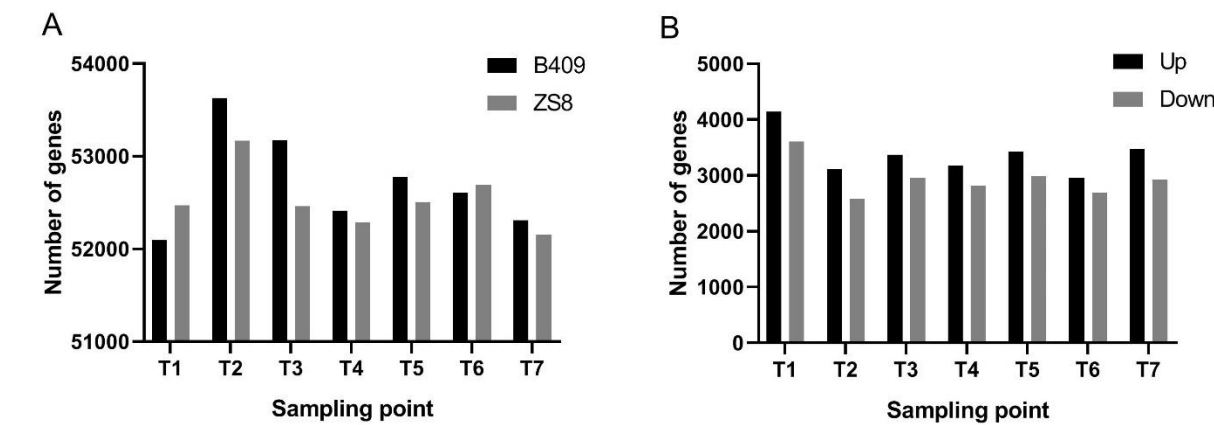 A
54000
53000
52000
51000
Number of genes
B409
ZS8
T1 T2 T3 T4 T5 T6 T7
Sampling point
B
5000
4000
3000
2000
1000
0
Number of genes
Up
Down
T1 T2 T3 T4 T5 T6 T7
Sampling point